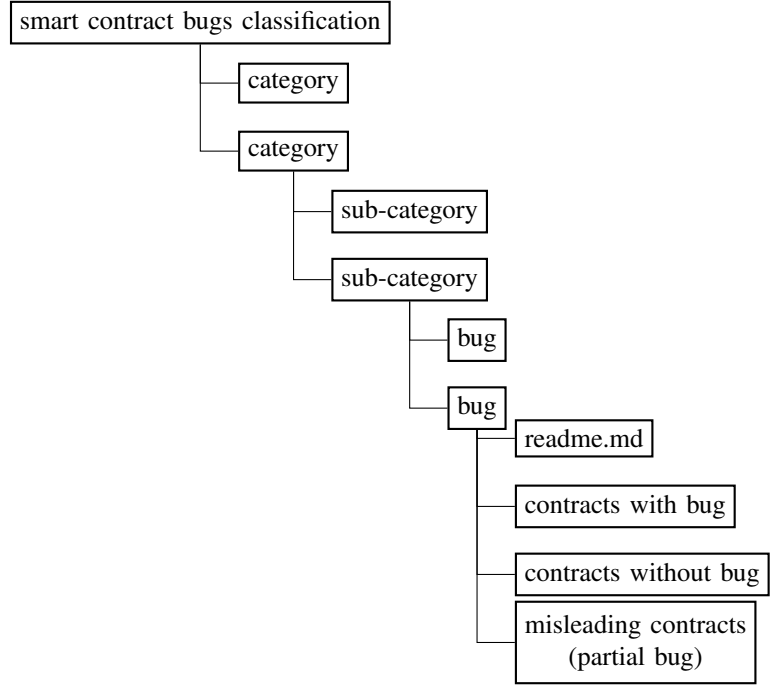 smart contract bugs classification
category
category
sub-category
sub-category
bug
bug
readme.md
contracts with bug
contracts without bug
misleading contracts
(partial bug)